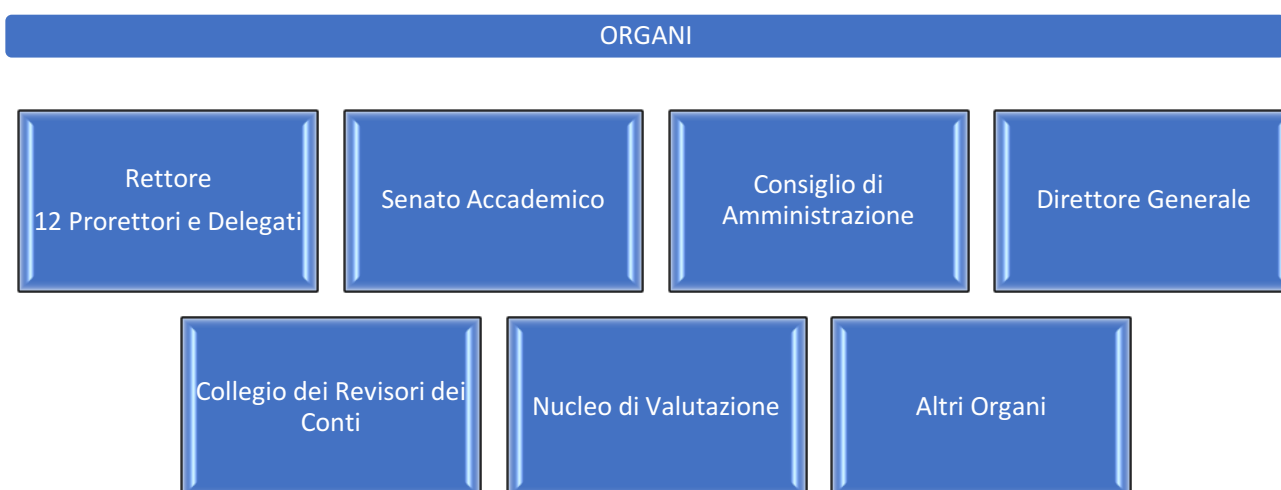 ORGANI
Rettore
12 Prorettori e Delegati
Senato Accademico
Consiglio di
Amministrazione
Direttore Generale
Collegio dei Revisori dei
Conti
Nucleo di Valutazione
Altri Organi